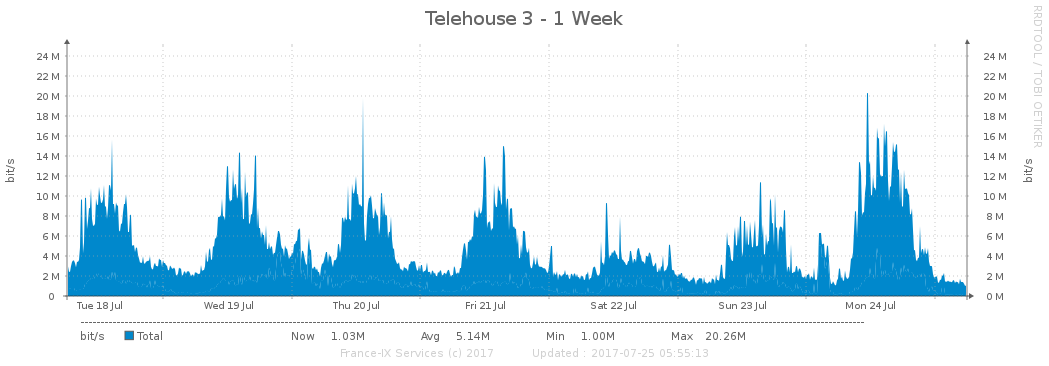 Telehouse 3 - 1 Week
RRDTOOL / TOBI OETIKER
bit/s
24 M 24 M
22 M 22 M
20 M 20 M
18 M 18 M
16 M 16 M
14 M 14 M
12 M 12 M
10 M 10 M
8 M 8 M
6 M 6 M
4 M 4 M
2 M 2 M
0 0 M
bit/s
Tue 18 Jul Wed 19 Jul Thu 20 Jul Fri 21 Jul Sat 22 Jul Sun 23 Jul Mon 24 Jul
bit/s Total Now 1.03M Avg 5.14M Min 1.00M Max 20.26M
France-IX Services (c) 2017 Updated : 2017-07-25 05:55:13